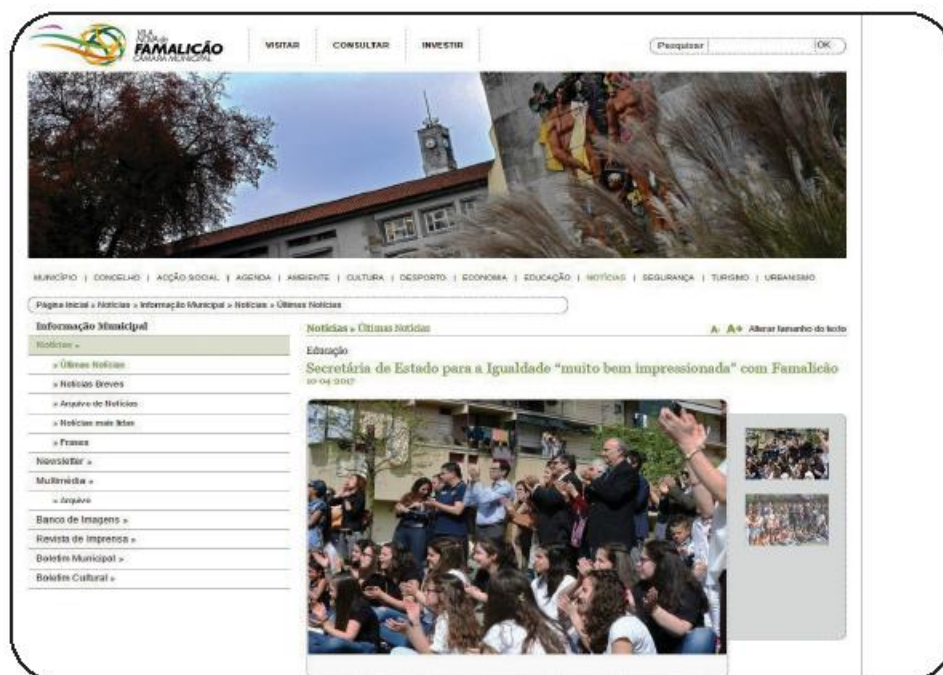 VILA
NOVA de
FAMALICÃO
CÂMARA MUNICIPAL
VISITAR
CONSULTAR
INVESTIR
Pesquisar
OK
MUNICÍPIO | CONCELHO | ACÇÃO SOCIAL | AGENDA | AMBIENTE | CULTURA | DESPORTO | ECONOMIA | EDUCAÇÃO | NOTÍCIAS | SEGURANÇA | TURISMO | URBANISMO
Página Inicial » Notícias » Informação Municipal » Notícias » Últimas Notícias
Informação Municipal
Notícias »
» Últimas Notícias
» Notícias Breves
» Arquivo de Notícias
» Notícias mais lidas
» Frases
Newsletter »
Multimédia »
» Arquivo
Banco de Imagens »
Revista de Imprensa »
Boletim Municipal »
Boletim Cultural »
Notícias » Últimas Notícias
A- A+ Alterar tamanho do texto
Educação
Secretária de Estado para a Igualdade “muito bem impressionada” com Famalicão
10-04-2017